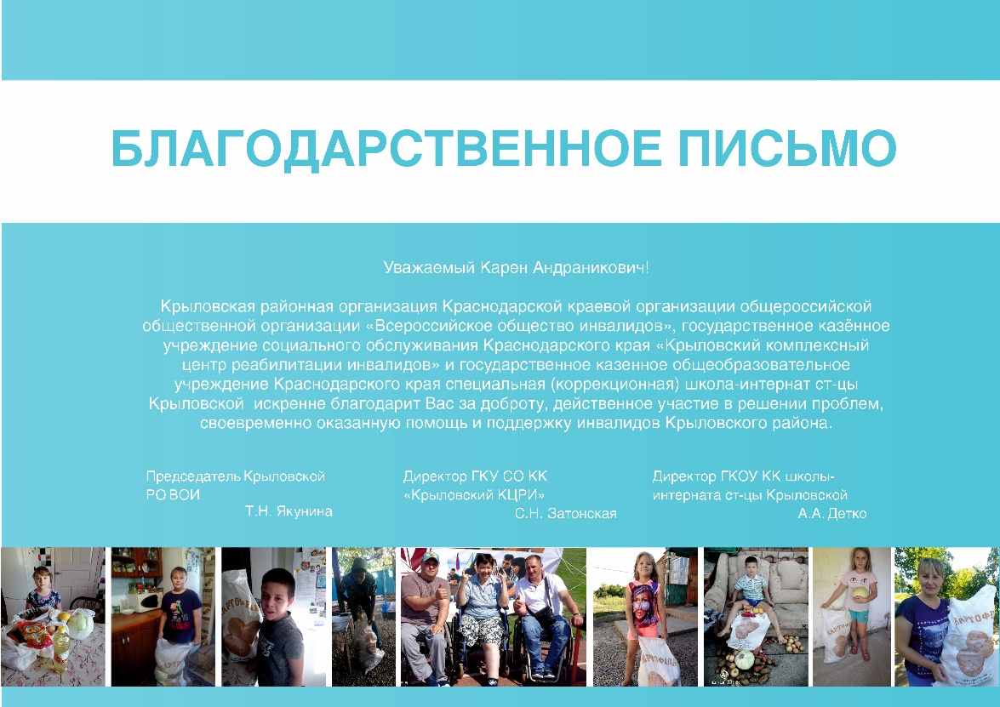 БЛАГОДАРСТВЕННОЕ ПИСЬМО
Уважаемый Карен Андраникович!
Крыловская районная организация Краснодарской краевой организации общероссийской
общественной организации «Всероссийское общество инвалидов», государственное казённое
учреждение социального обслуживания Краснодарского края «Крыловский комплексный
центр реабилитации инвалидов» и государственное казенное общеобразовательное
учреждение Краснодарского края специальная (коррекционная) школа-интернат ст-цы
Крыловской искренне благодарит Вас за доброту, действенное участие в решении проблем,
своевременно оказанную помощь и поддержку инвалидов Крыловского района.
Председатель Крыловской
РО ВОИ
Т.Н. Якунина
Директор ГКУ СО КК
«Крыловский КЦРИ»
С.Н. Затонская
Директор ГКОУ КК школы-
интерната ст-цы Крыловской
А.А. Детко
КАРТОФЕЛЬ